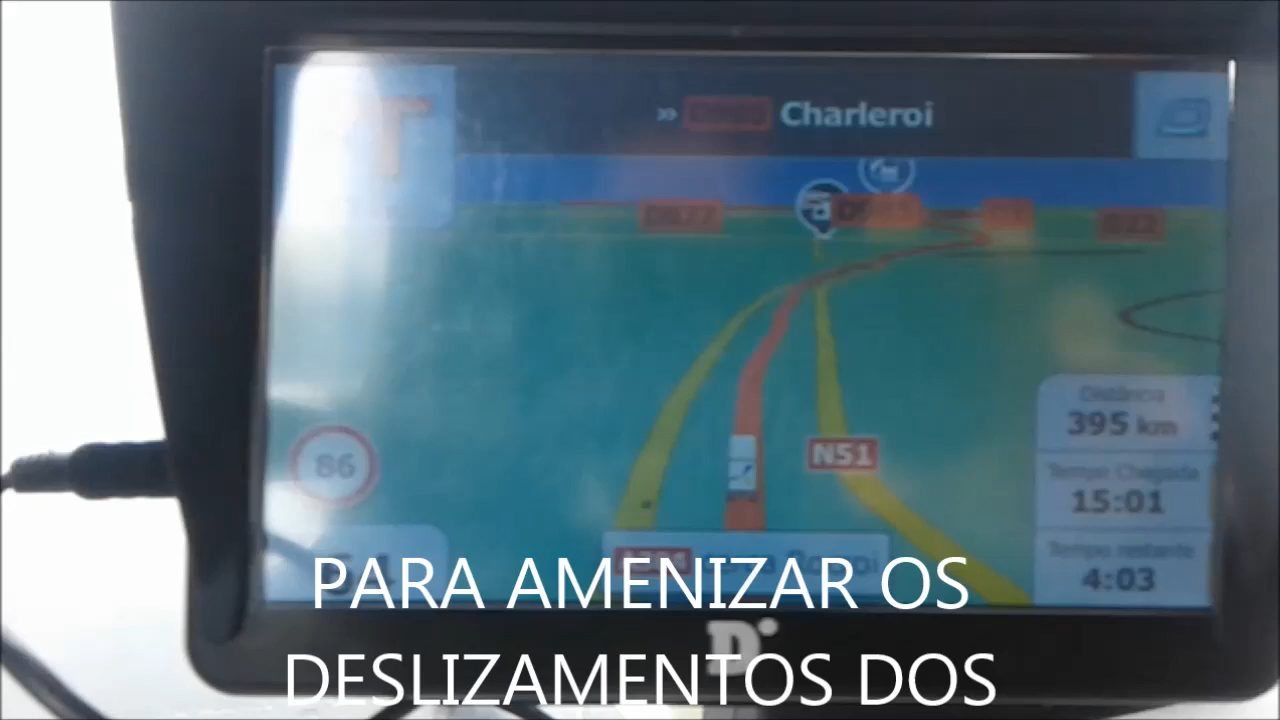 » Charleroi
D22
86
N51
Distância
395 km
Tempo Chegada
15:01
Tempo restante
4:03
PARA AMENIZAR OS
D
DESLIZAMENTOS DOS